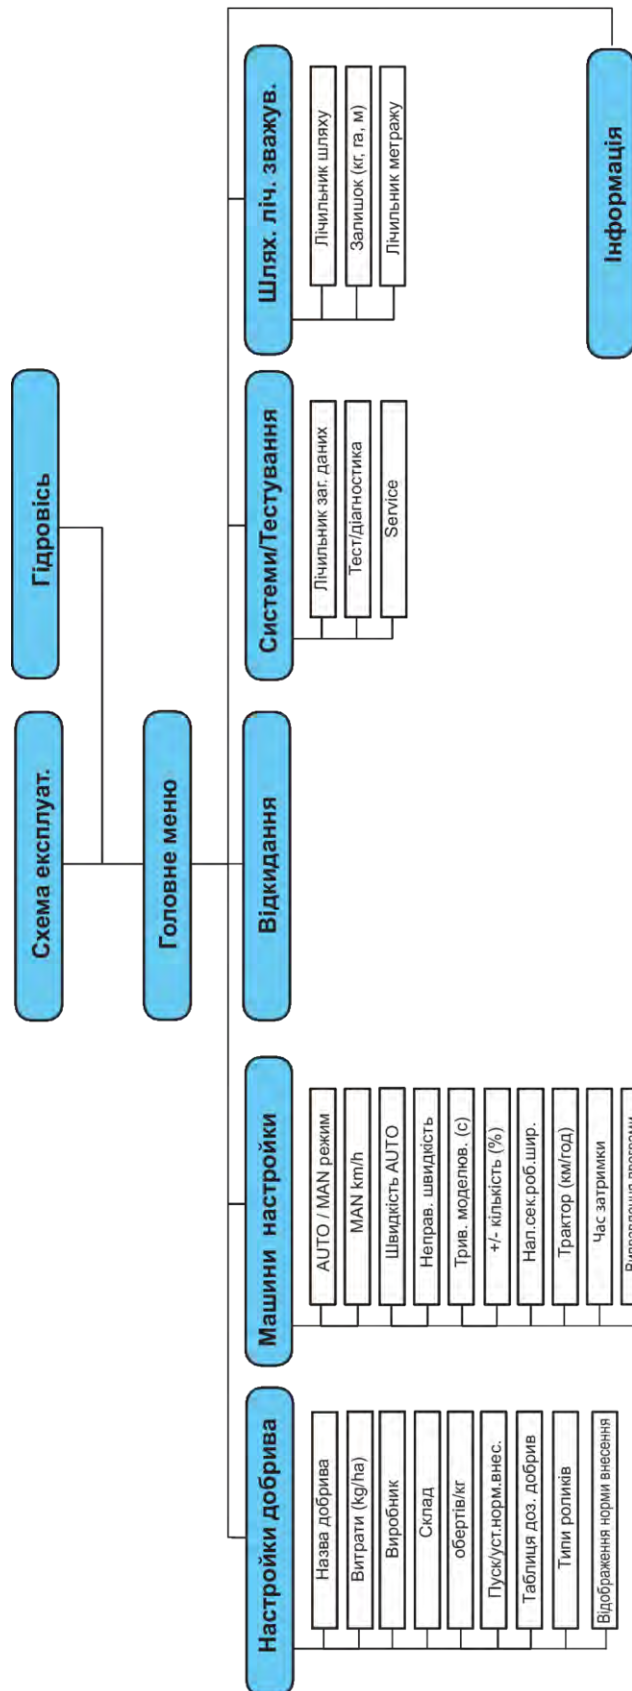 Схема експлуат.
Гідровісь
Головне меню
Настройки добрива
Назва добрива
Витрати (kg/ha)
Виробник
Склад
обертів/кг
Пуск/уст.норм.внес.
Таблиця доз. добрив
Типи роликів
Відображення норми внесення
Машини настройки
AUTO / MAN режим
MAN km/h
Швидкість AUTO
Неправ. швидкість
Трив. моделюв. (с)
+/- кількість (%)
Нал.сек.роб.шир.
Трактор (км/год)
Час затримки
Виправлення програми
Відкидання
Системи/Тестування
Лічильник заг. даних
Тест/діагностика
Service
Шлях. ліч. зважув.
Лічильник шляху
Залишок (кг, га, м)
Лічильник метражу
Інформація